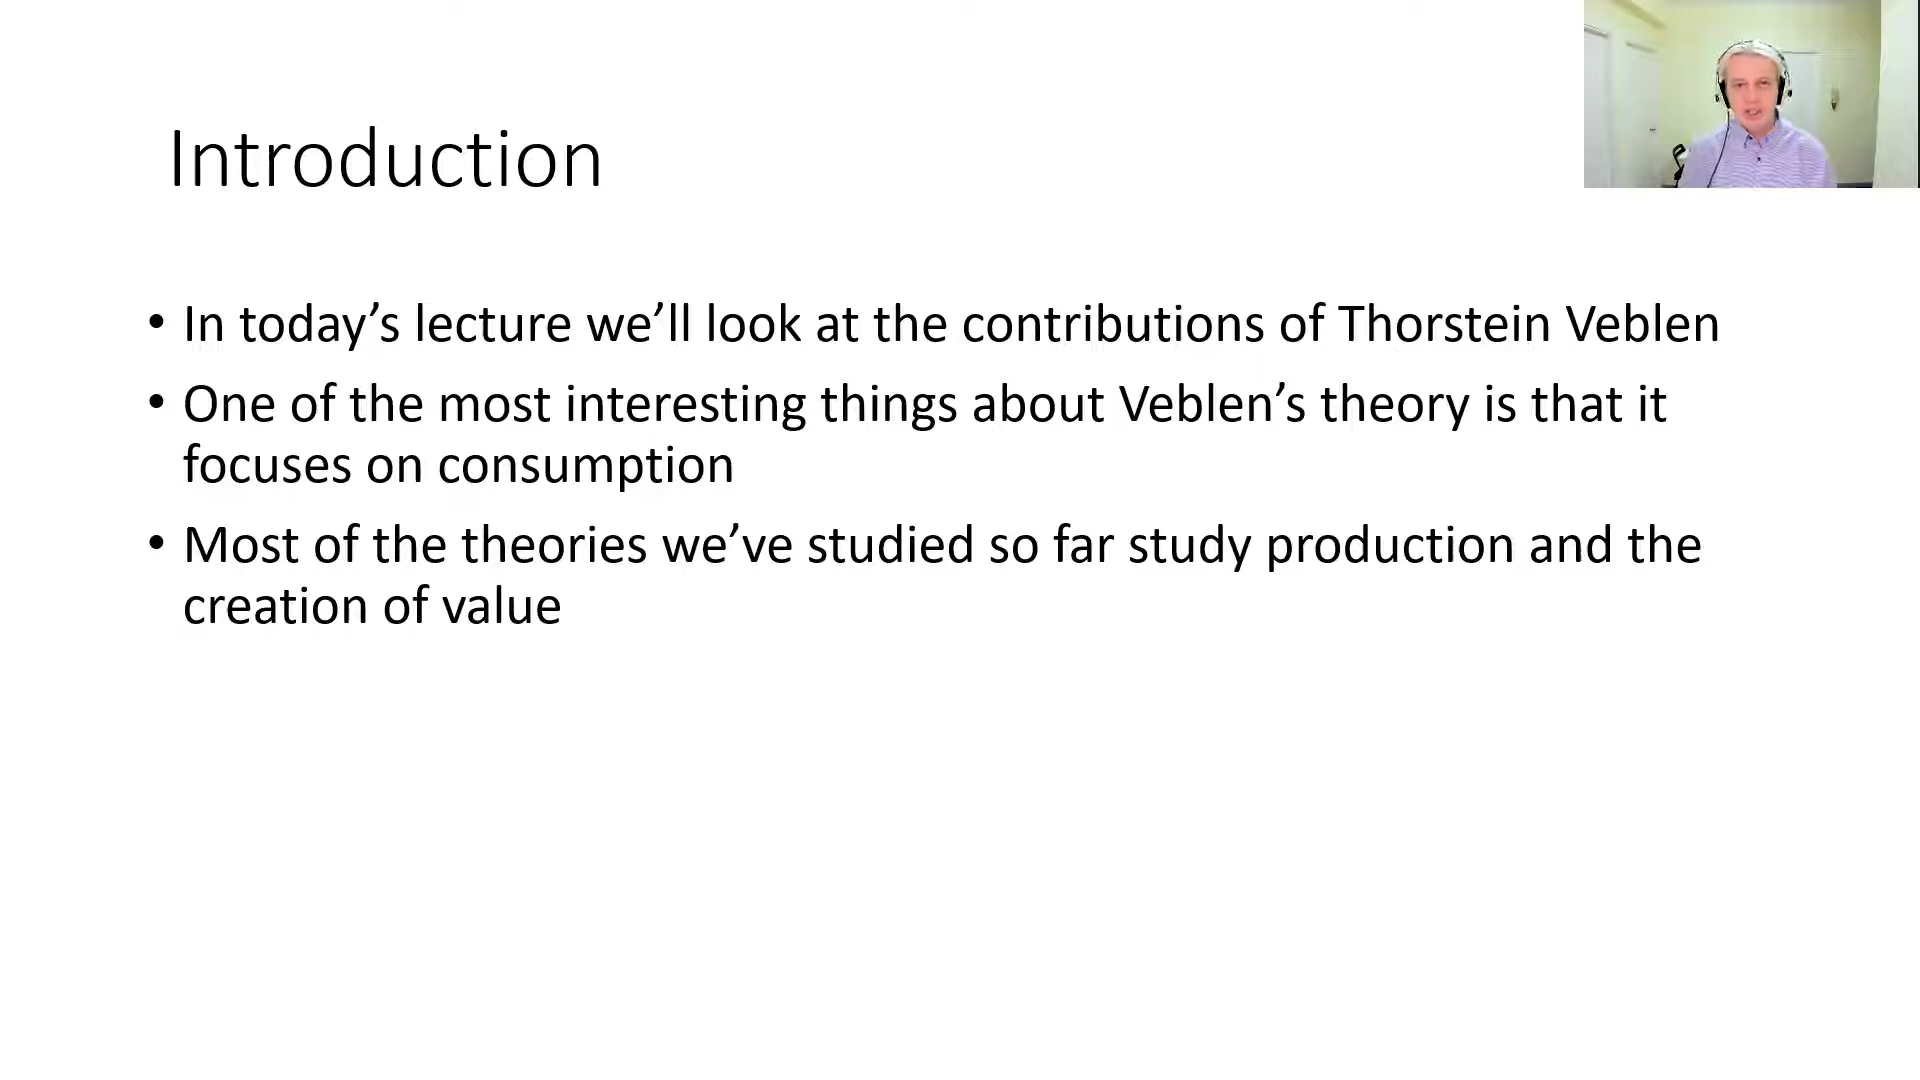 Introduction
• In today’s lecture we’ll look at the contributions of Thorstein Veblen
• One of the most interesting things about Veblen’s theory is that it
focuses on consumption
• Most of the theories we’ve studied so far study production and the
creation of value